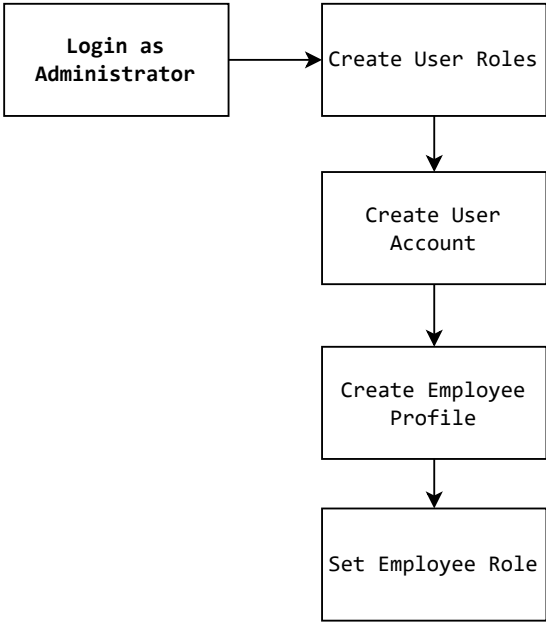 Login as
Administrator
Create User Roles
Create User
Account
Create Employee
Profile
Set Employee Role